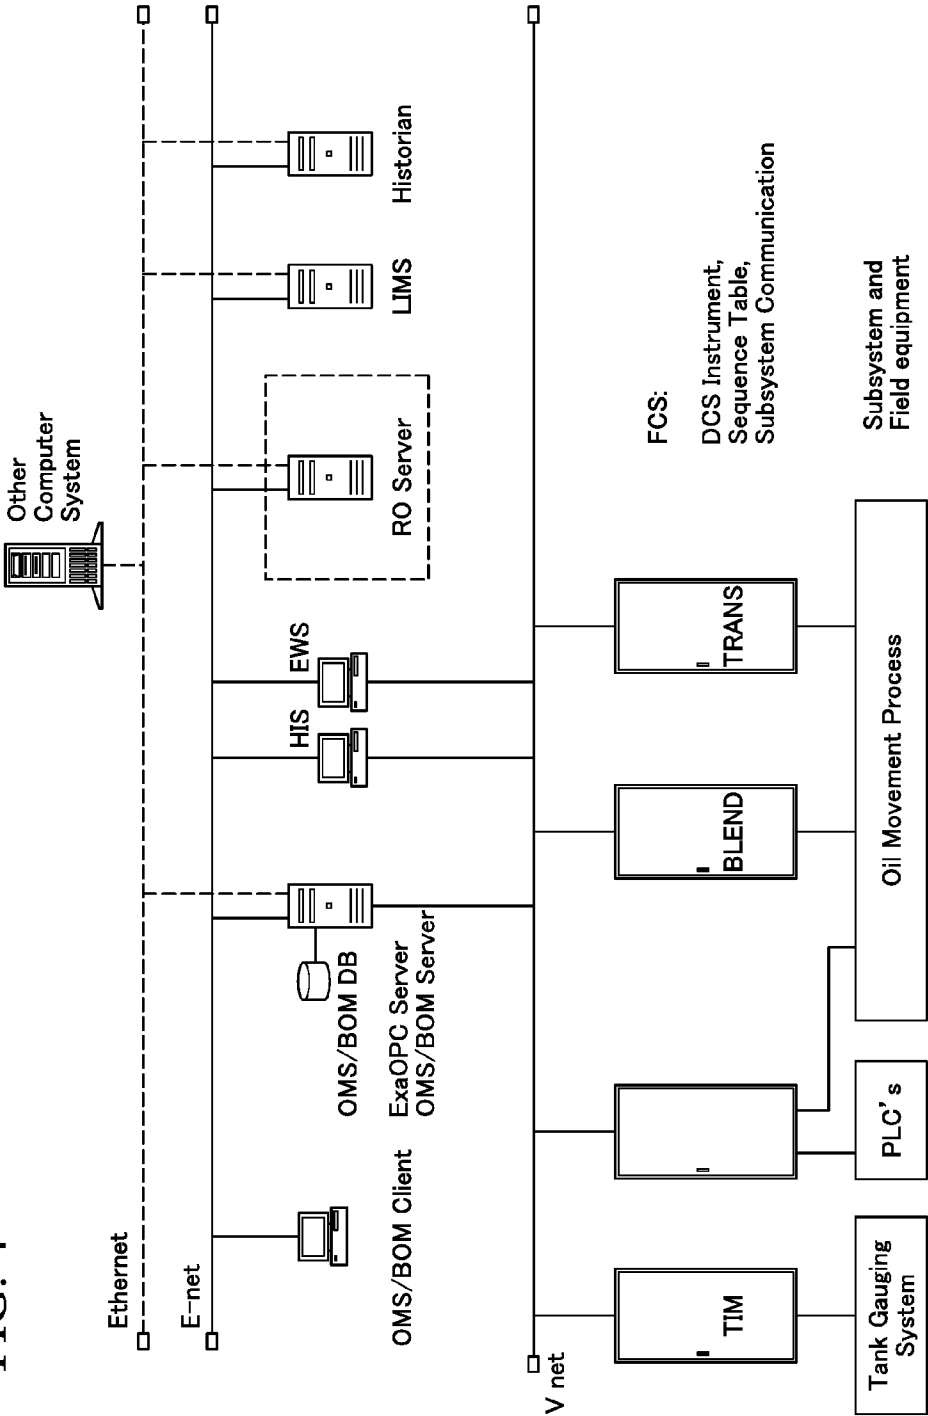 Other
Computer
System
Ethernet
E-net
HIS
EWS
OMS/BOM DB
OMS/BOM Client
ExaOPC Server
OMS/BOM Server
RO Server
LIMS
Historian
V net
FCS:
DCS Instrument,
Sequence Table,
Subsystem Communication
TIM
BLEND
TRANS
Tank Gauging
System
PLC's
Oil Movement Process
Subsystem and
Field equipment